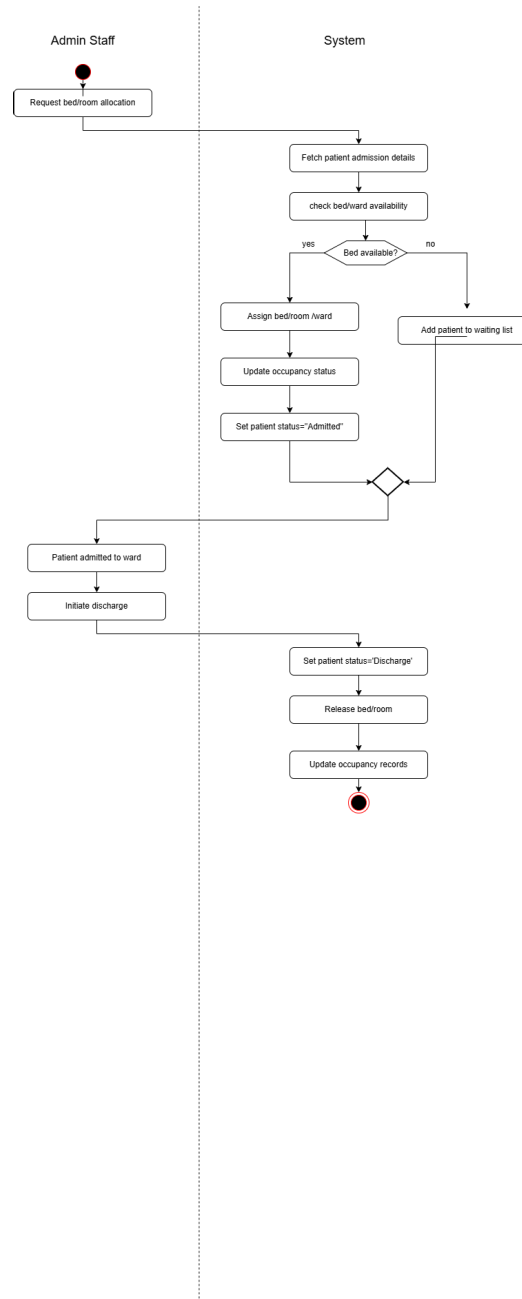 Admin Staff
System
Request bed/room allocation
Fetch patient admission details
check bed/ward availability
yes
Bed available?
no
Assign bed/room /ward
Add patient to waiting list
Update occupancy status
Set patient status="Admitted"
Patient admitted to ward
Initiate discharge
Set patient status='Discharge'
Release bed/room
Update occupancy records